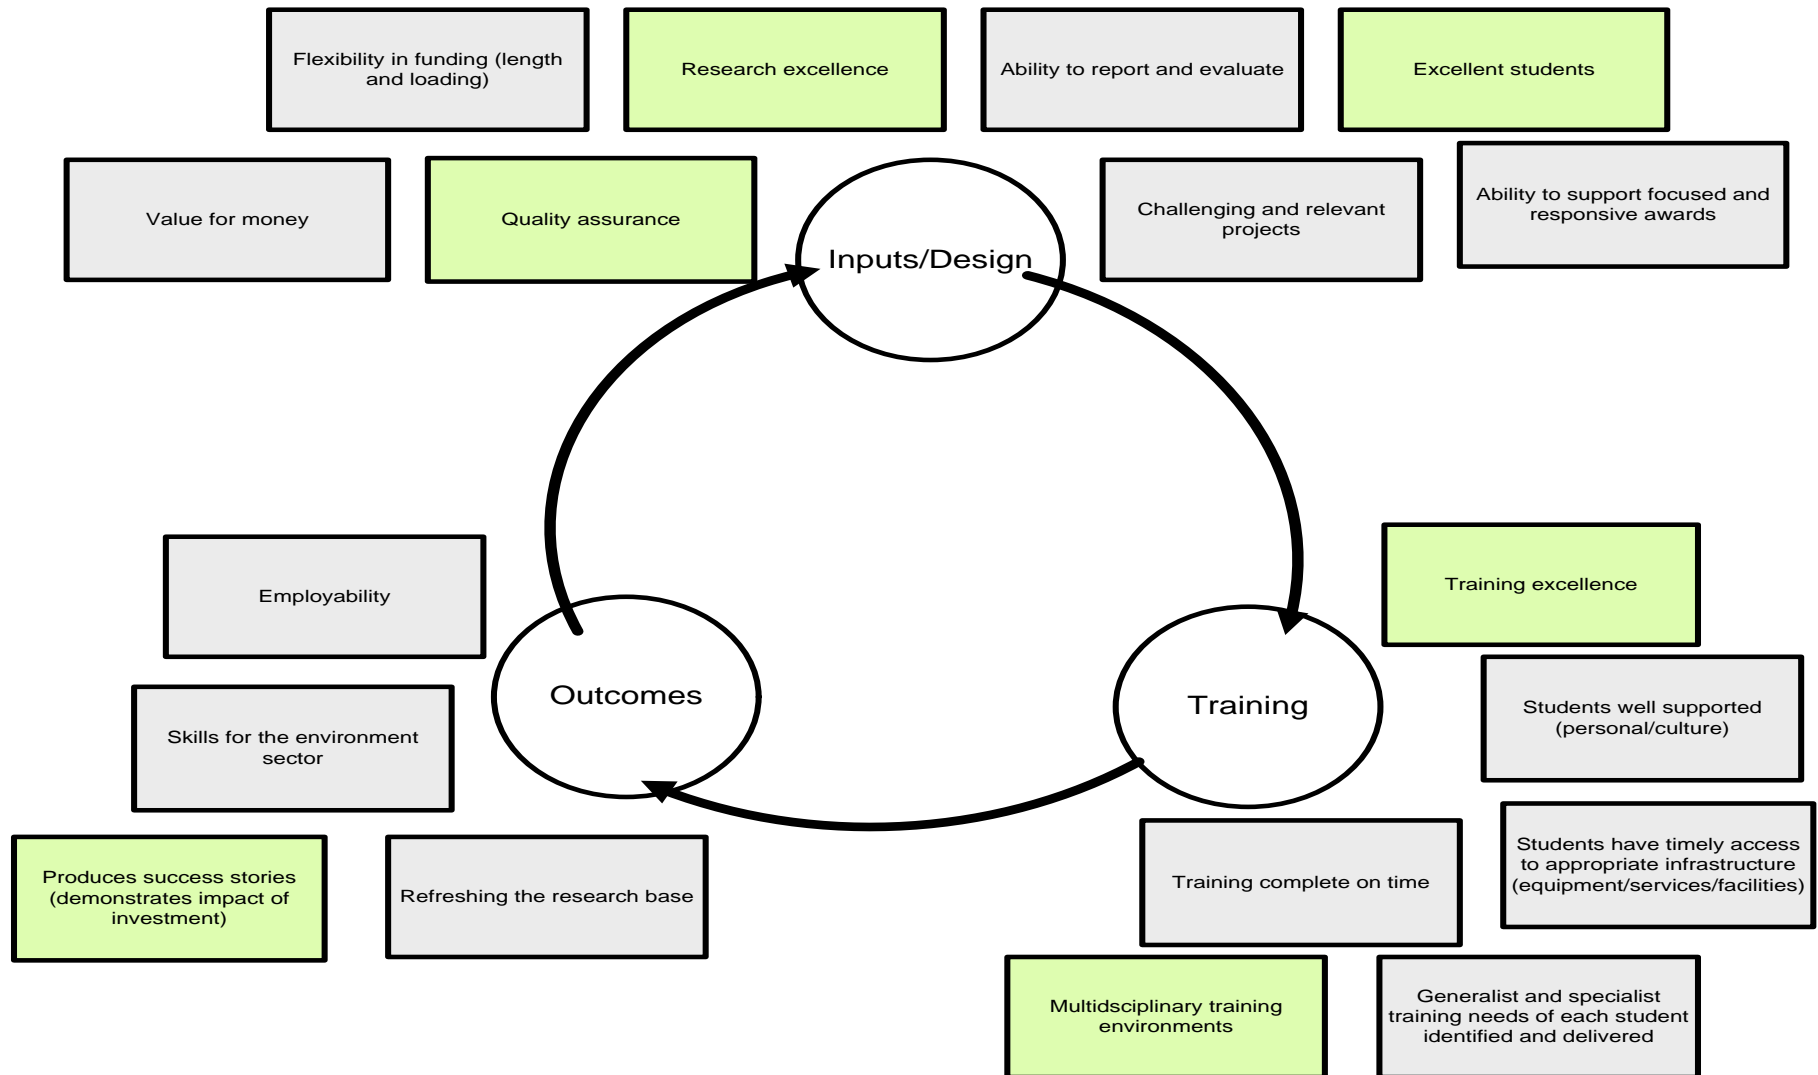 Flexibility in funding (length
and loading)
Research excellence
Ability to report and evaluate
Excellent students
Value for money
Quality assurance
Inputs/Design
Challenging and relevant
projects
Ability to support focused and
responsive awards
Employability
Outcomes
Skills for the environment
sector
Produces success stories
(demonstrates impact of
investment)
Refreshing the research base
Training excellence
Training
Students well supported
(personal/culture)
Students have timely access
to appropriate infrastructure
(equipment/services/facilities)
Training complete on time
Multidsciplinary training
environments
Generalist and specialist
training needs of each student
identified and delivered